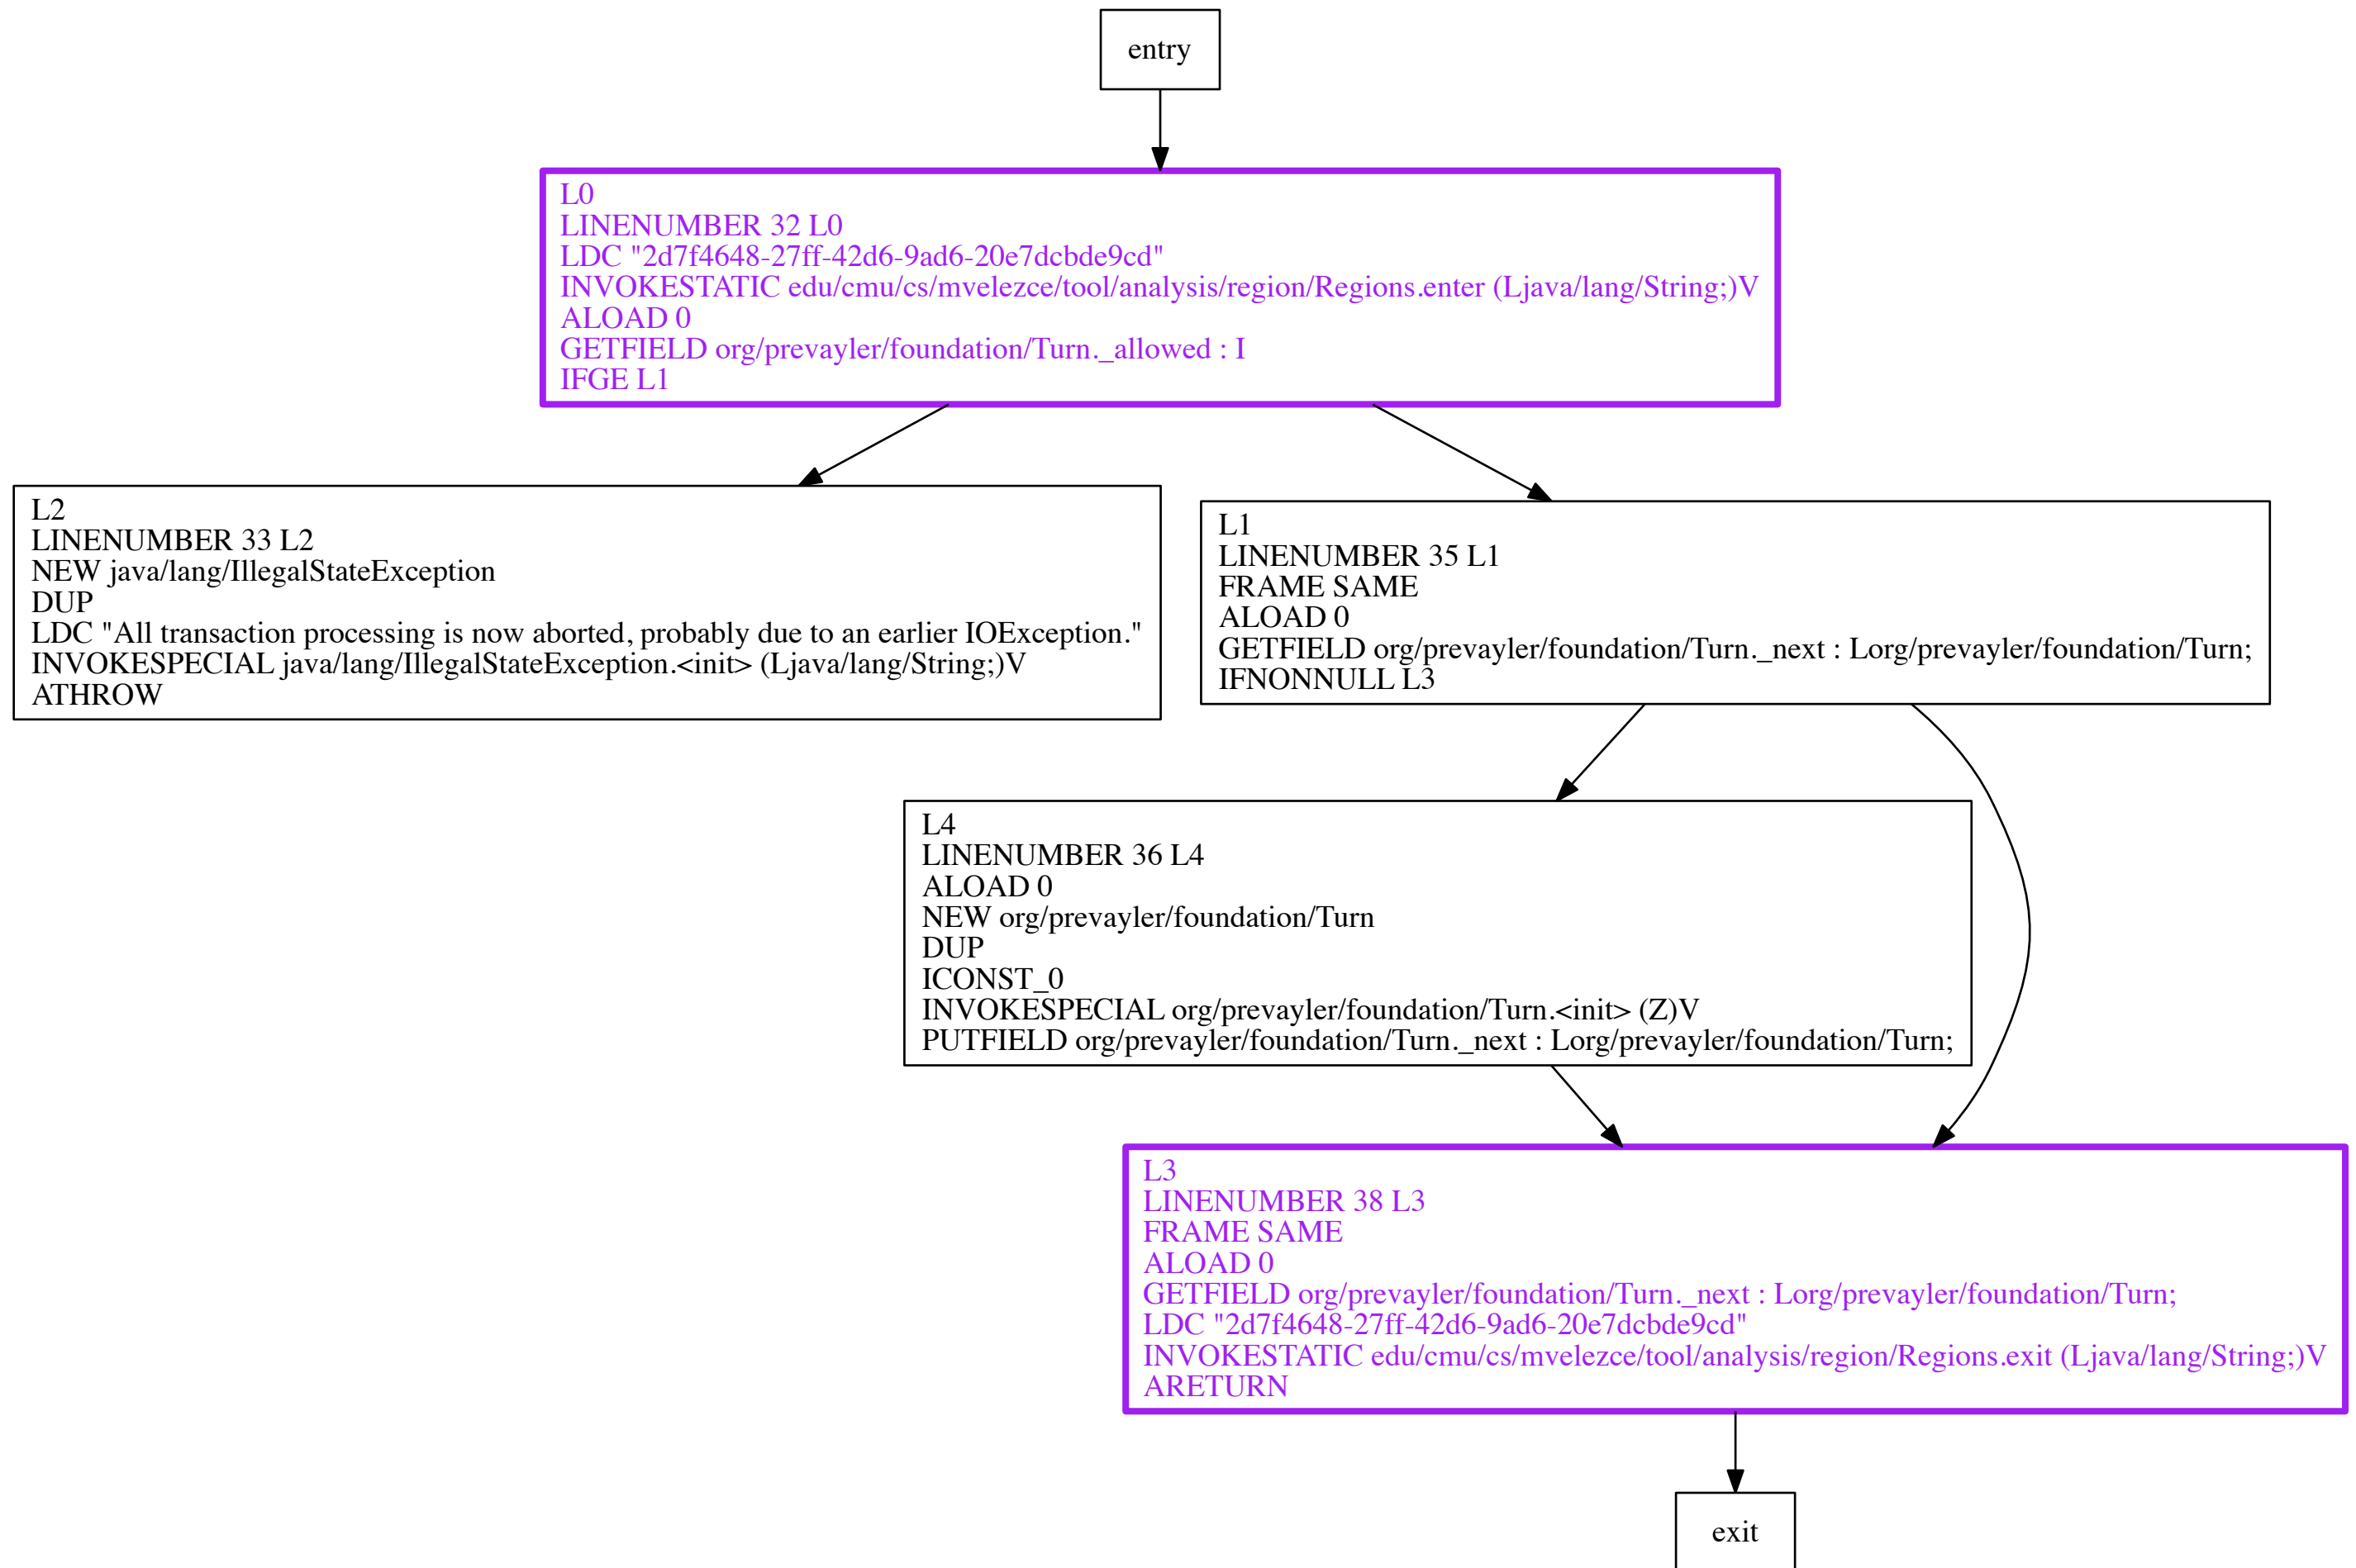 entry
L0
LINENUMBER 32 L0
LDC "2d7f4648-27ff-42d6-9ad6-20e7dcbde9cd"
INVOKESTATIC edu/cmu/cs/mvelezce/tool/analysis/region/Regions.enter (Ljava/lang/String;)V
ALOAD 0
GETFIELD org/prevayler/foundation/Turn._allowed : I
IFGE L1
L2
LINENUMBER 33 L2
NEW java/lang/IllegalStateException
DUP
LDC "All transaction processing is now aborted, probably due to an earlier IOException."
INVOKESPECIAL java/lang/IllegalStateException.<init> (Ljava/lang/String;)V
ATHROW
L1
LINENUMBER 35 L1
FRAME SAME
ALOAD 0
GETFIELD org/prevayler/foundation/Turn._next : Lorg/prevayler/foundation/Turn;
IFNONNULL L3
L4
LINENUMBER 36 L4
ALOAD 0
NEW org/prevayler/foundation/Turn
DUP
ICONST_0
INVOKESPECIAL org/prevayler/foundation/Turn.<init> (Z)V
PUTFIELD org/prevayler/foundation/Turn._next : Lorg/prevayler/foundation/Turn;
L3
LINENUMBER 38 L3
FRAME SAME
ALOAD 0
GETFIELD org/prevayler/foundation/Turn._next : Lorg/prevayler/foundation/Turn;
LDC "2d7f4648-27ff-42d6-9ad6-20e7dcbde9cd"
INVOKESTATIC edu/cmu/cs/mvelezce/tool/analysis/region/Regions.exit (Ljava/lang/String;)V
ARETURN
exit